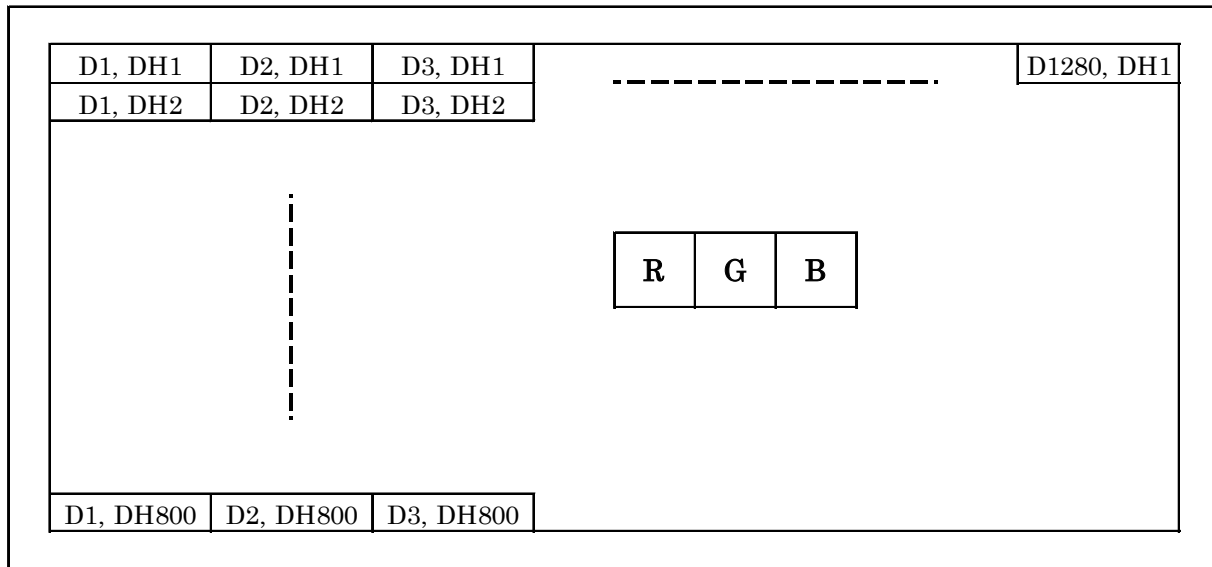 D1, DH1 D2, DH1 D3, DH1 D1280, DH1
D1, DH2 D2, DH2 D3, DH2
R G B
D1, DH800 D2, DH800 D3, DH800